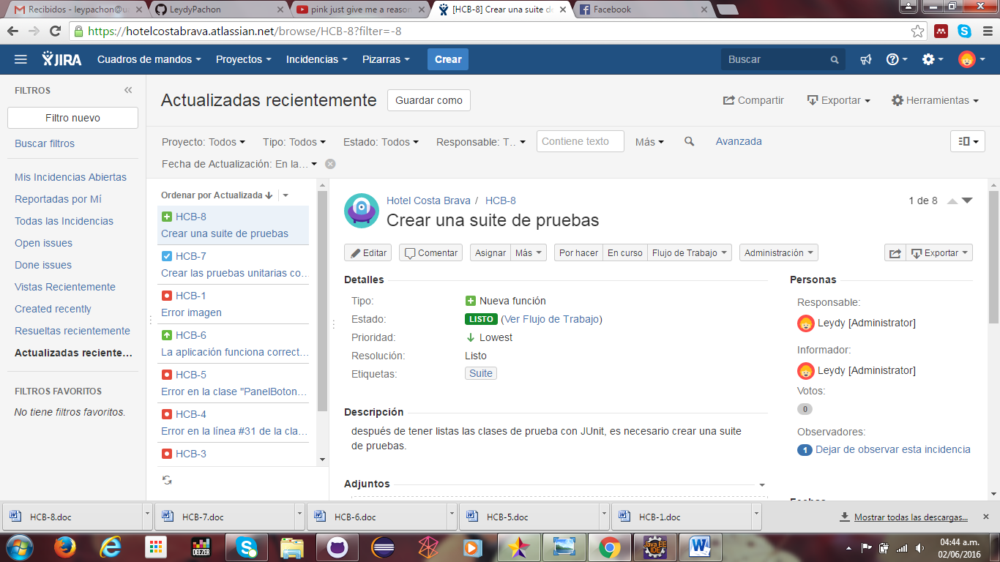 Recibidos - leypachon@u
LeydyPachon
pink just give me a reason
[HCB-8] Crear una suite d
Facebook
https://hotelcostabrava.atlassian.net/browse/HCB-8?filter=-8
JIRA
Cuadros de mandos
Proyectos
Incidencias
Pizarras
Crear
Buscar
FILTROS
Filtro nuevo
Buscar filtros
Mis Incidencias Abiertas
Reportadas por Mí
Todas las Incidencias
Open issues
Done issues
Vistas Recientemente
Created recently
Resueltas recientemente
Actualizadas reciente…
FILTROS FAVORITOS
No tiene filtros favoritos.
Actualizadas recientemente
Guardar como
Compartir
Exportar
Herramientas
Proyecto: Todos
Tipo: Todos
Estado: Todos
Responsable: T…
Contiene texto
Más
Avanzada
Fecha de Actualización: En la…
Ordenar por Actualizada
HCB-8
Crear una suite de pruebas
HCB-7
Crear las pruebas unitarias co…
HCB-1
Error imagen
HCB-6
La aplicación funciona correct…
HCB-5
Error en la clase "PanelBoton…
HCB-4
Error en la línea #31 de la cla…
HCB-3
Hotel Costa Brava / HCB-8
1 de 8
Crear una suite de pruebas
Editar
Comentar
Asignar
Más
Por hacer
En curso
Flujo de Trabajo
Administración
Exportar
Detalles
Tipo: Nueva función
Estado: LISTO (Ver Flujo de Trabajo)
Prioridad: Lowest
Resolución: Listo
Etiquetas: Suite
Descripción
después de tener listas las clases de prueba con JUnit, es necesario crear una suite
de pruebas.
Adjuntos
Personas
Responsable:
Leydy [Administrator]
Informador:
Leydy [Administrator]
Votos:
0
Observadores:
1 Dejar de observar esta incidencia
Fechas
HCB-8.doc
HCB-7.doc
HCB-6.doc
HCB-5.doc
HCB-1.doc
Mostrar todas las descargas...
DEEZER
Java EE
IDE
04:44 a.m.
02/06/2016